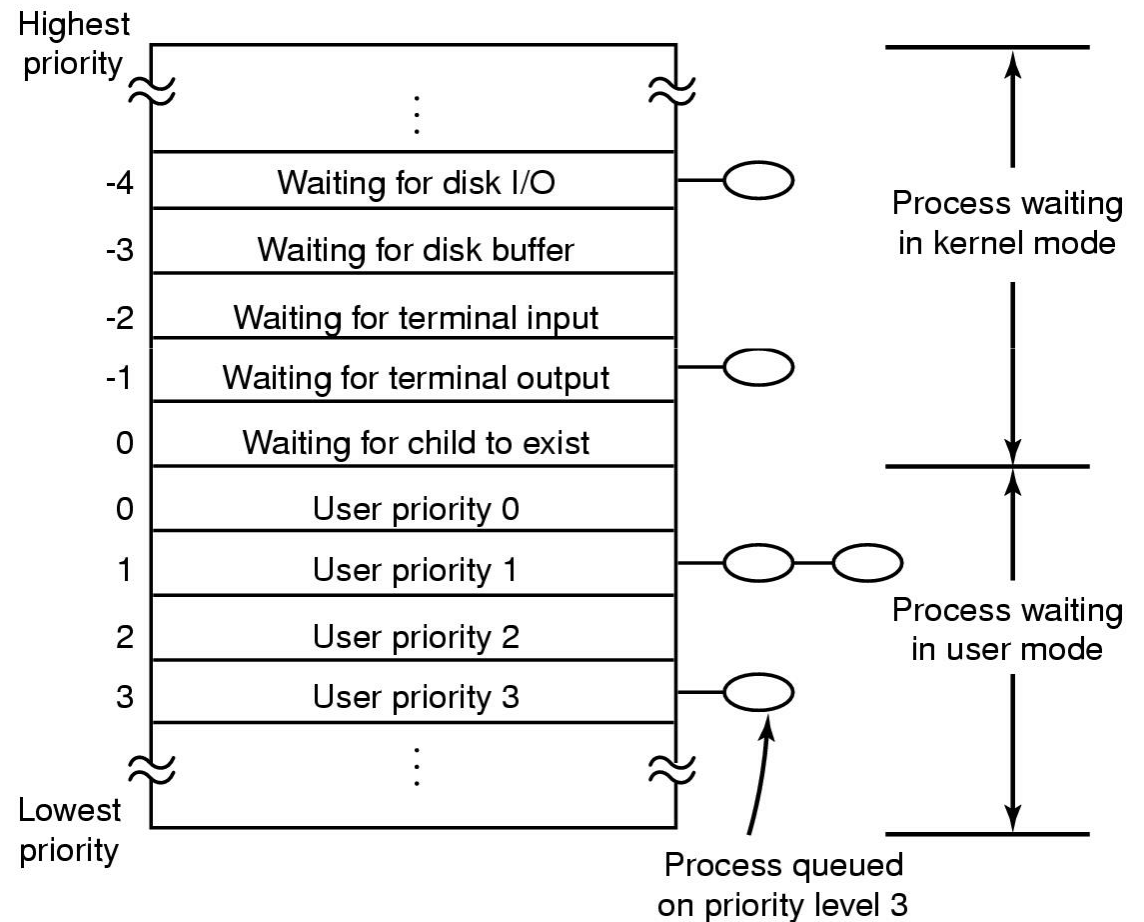 Highest
priority
⋮
-4 Waiting for disk I/O
-3 Waiting for disk buffer
-2 Waiting for terminal input
-1 Waiting for terminal output
0 Waiting for child to exist
0 User priority 0
1 User priority 1
2 User priority 2
3 User priority 3
⋮
Lowest
priority
Process waiting
in kernel mode
Process waiting
in user mode
Process queued
on priority level 3